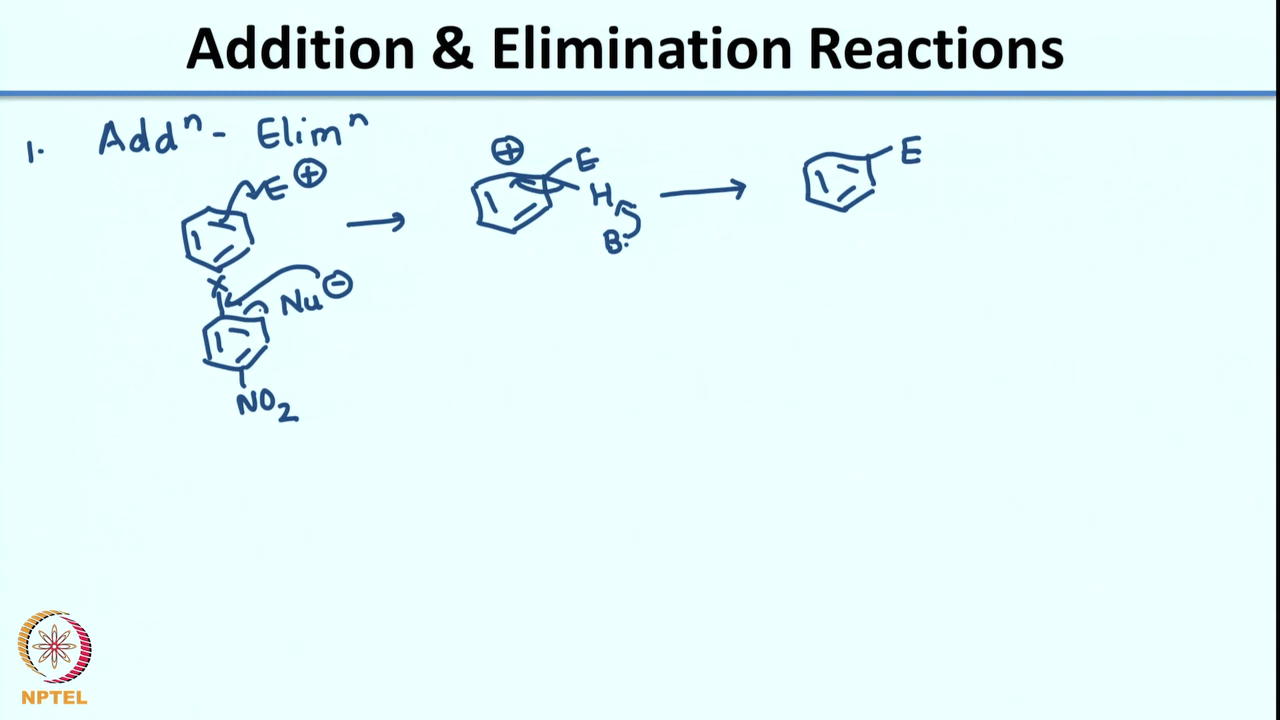 Addition & Elimination Reactions
1. Addⁿ - Elimⁿ
E ⊕
⊕ E
H
B:
E
X
Nu ⊖
NO₂
NPTEL